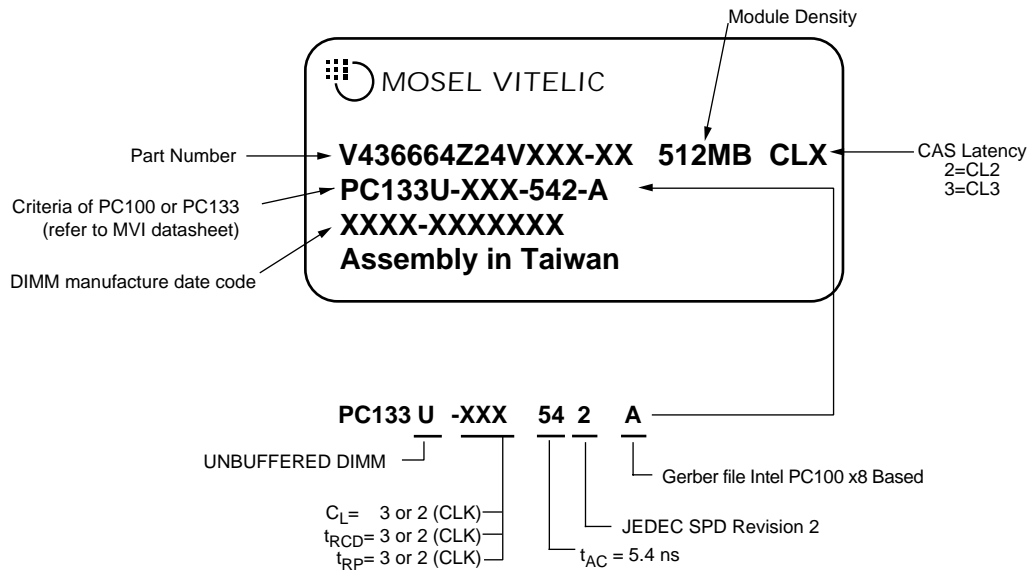 Module Density
MOSEL VITELIC
Part Number
V436664Z24VXXX-XX 512MB CLX
CAS Latency
2=CL2
3=CL3
Criteria of PC100 or PC133
(refer to MVI datasheet)
PC133U-XXX-542-A
XXXX-XXXXXXX
DIMM manufacture date code
Assembly in Taiwan
PC133 U -XXX 54 2 A
UNBUFFERED DIMM
Gerber file Intel PC100 x8 Based
CL= 3 or 2 (CLK)
tRCD= 3 or 2 (CLK)
tRP= 3 or 2 (CLK)
JEDEC SPD Revision 2
tAC = 5.4 ns